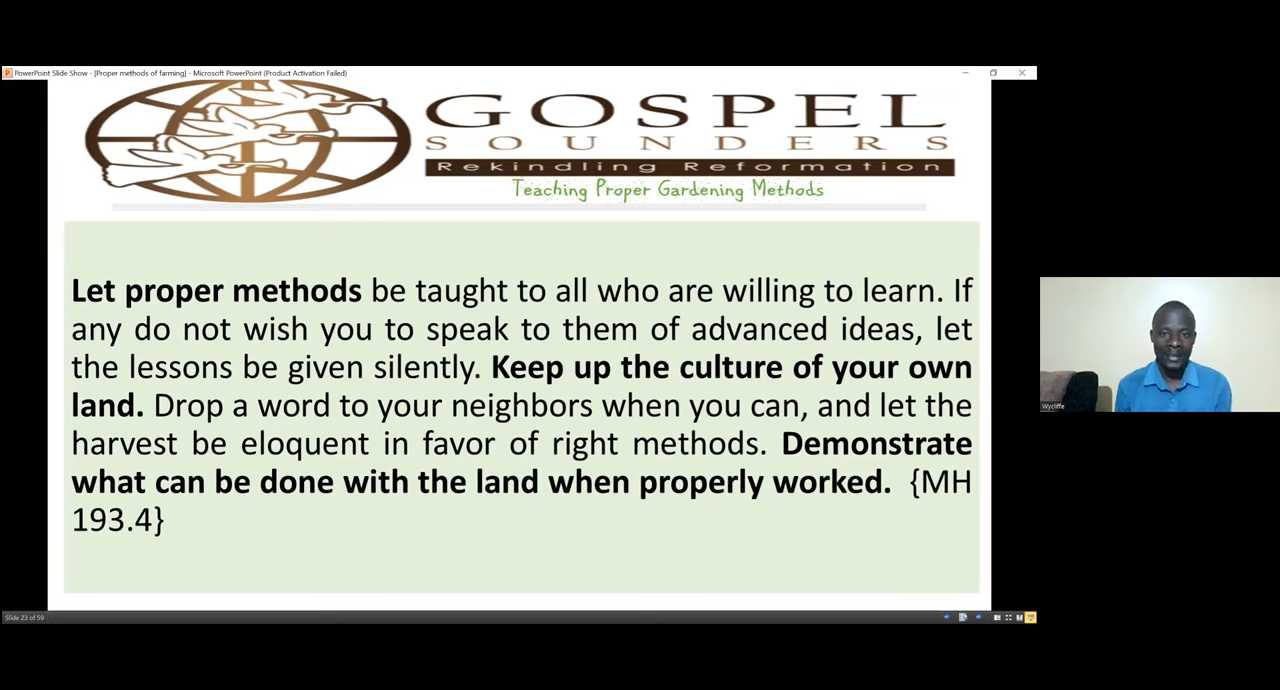 PowerPoint Slide Show - [Proper methods of farming] - Microsoft PowerPoint (Product Activation Failed)
GOSPEL
SOUNDERS
Rekindling Reformation
Teaching Proper Gardening Methods
Let proper methods be taught to all who are willing to learn. If
any do not wish you to speak to them of advanced ideas, let
the lessons be given silently. Keep up the culture of your own
land. Drop a word to your neighbors when you can, and let the
harvest be eloquent in favor of right methods. Demonstrate
what can be done with the land when properly worked. {MH
193.4}
Wycliffe
Slide 23 of 59